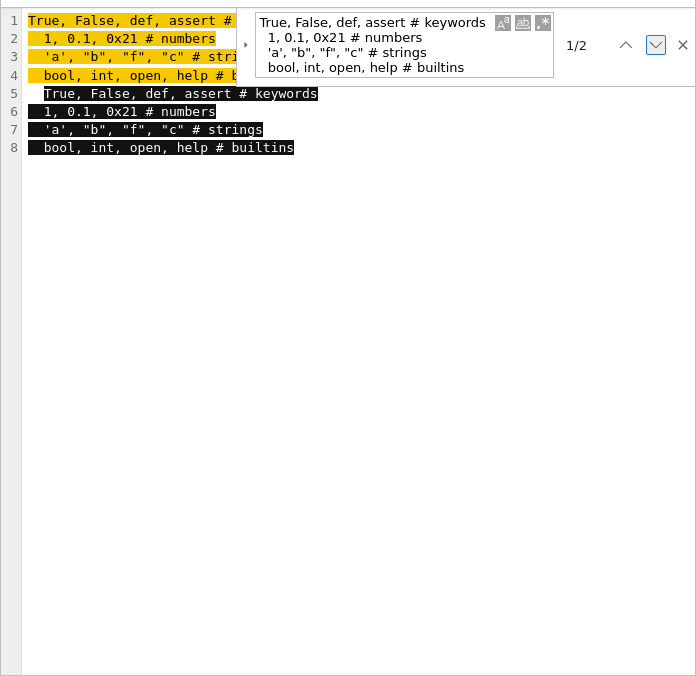 1 True, False, def, assert #
2   1, 0.1, 0x21 # numbers
3   'a', "b", "f", "c" # stri
4   bool, int, open, help # b
5   True, False, def, assert # keywords
6   1, 0.1, 0x21 # numbers
7   'a', "b", "f", "c" # strings
8   bool, int, open, help # builtins
True, False, def, assert # keywords
  1, 0.1, 0x21 # numbers
  'a', "b", "f", "c" # strings
  bool, int, open, help # builtins
Aa ab .*
1/2